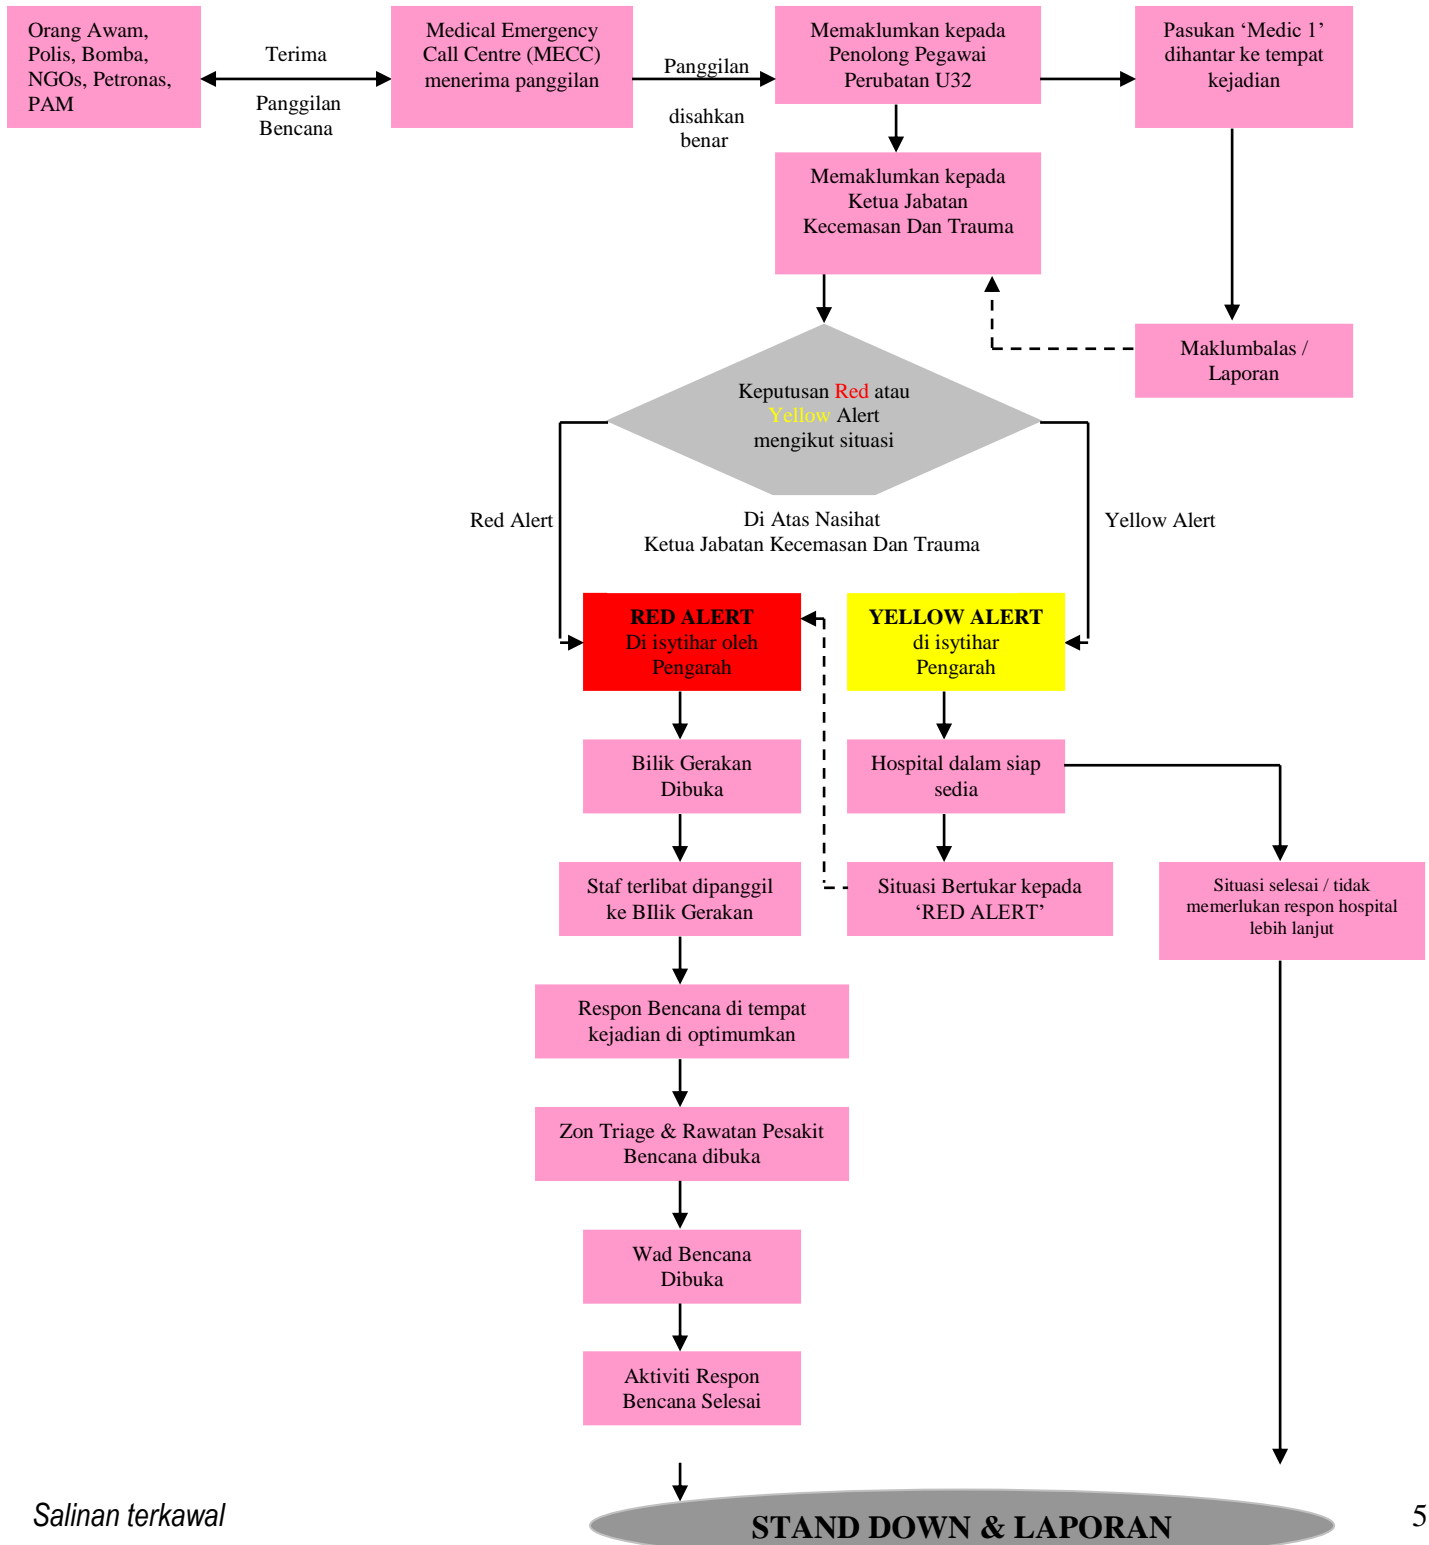 Orang Awam,
Polis, Bomba,
NGOs, Petronas,
PAM
Terima
Panggilan
Bencana
Medical Emergency
Call Centre (MECC)
menerima panggilan
Panggilan
disahkan
benar
Memaklumkan kepada
Penolong Pegawai
Perubatan U32
Pasukan ‘Medic 1’
dihantar ke tempat
kejadian
Memaklumkan kepada
Ketua Jabatan
Kecemasan Dan Trauma
Maklumbalas /
Laporan
Keputusan Red atau
Yellow Alert
mengikut situasi
Red Alert
Di Atas Nasihat
Ketua Jabatan Kecemasan Dan Trauma
Yellow Alert
RED ALERT
Di isytihar oleh
Pengarah
YELLOW ALERT
di isytihar
Pengarah
Bilik Gerakan
Dibuka
Hospital dalam siap
sedia
Staf terlibat dipanggil
ke BIlik Gerakan
Situasi Bertukar kepada
‘RED ALERT’
Situasi selesai / tidak
memerlukan respon hospital
lebih lanjut
Respon Bencana di tempat
kejadian di optimumkan
Zon Triage & Rawatan Pesakit
Bencana dibuka
Wad Bencana
Dibuka
Aktiviti Respon
Bencana Selesai
STAND DOWN & LAPORAN
Salinan terkawal
5